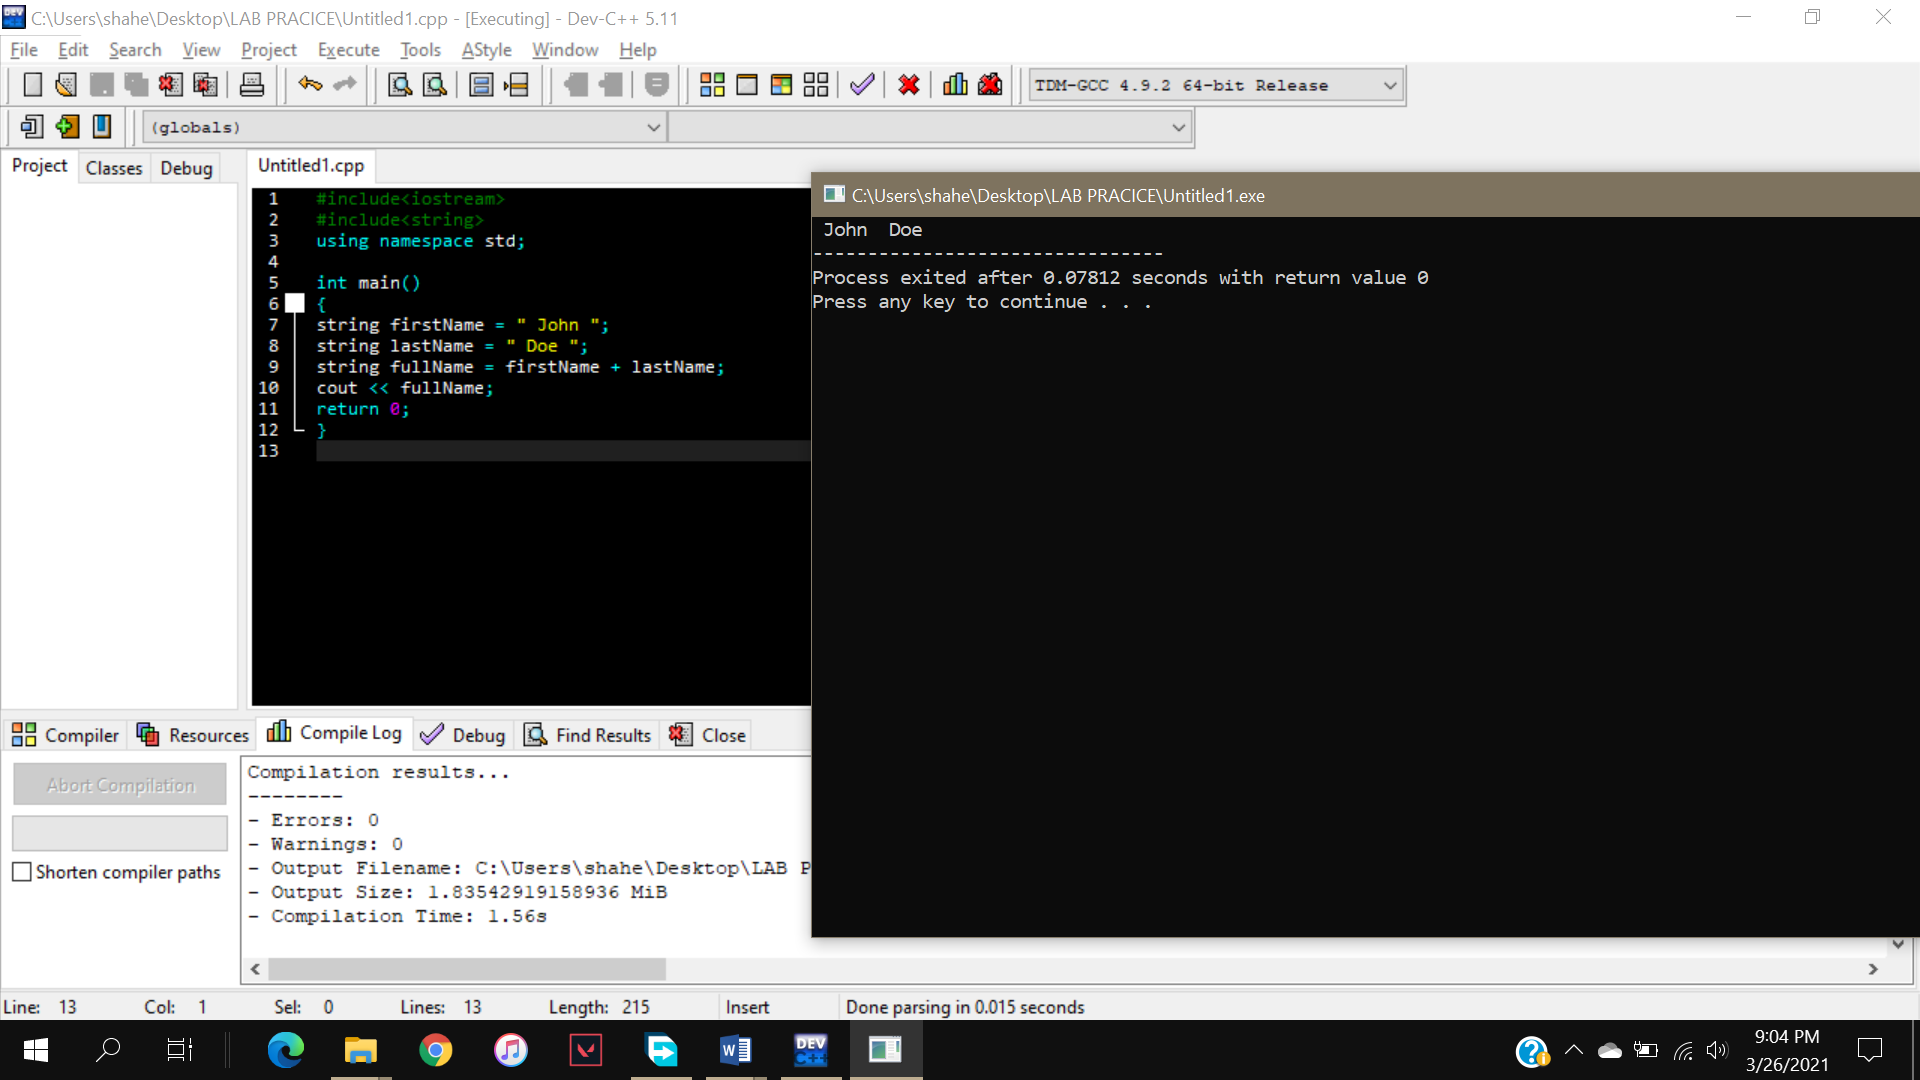 C:\Users\shahe\Desktop\LAB PRACICE\Untitled1.cpp - [Executing] - Dev-C++ 5.11
File Edit Search View Project Execute Tools AStyle Window Help
TDM-GCC 4.9.2 64-bit Release
(globals)
Project Classes Debug
Untitled1.cpp
1 #include<iostream>
2 #include<string>
3 using namespace std;
4
5 int main()
6 {
7 string firstName = " John ";
8 string lastName = " Doe ";
9 string fullName = firstName + lastName;
10 cout << fullName;
11 return 0;
12 }
13
C:\Users\shahe\Desktop\LAB PRACICE\Untitled1.exe
 John  Doe
--------------------------------
Process exited after 0.07812 seconds with return value 0
Press any key to continue . . .
Compiler Resources Compile Log Debug Find Results Close
Abort Compilation
Shorten compiler paths
Compilation results...
--------
- Errors: 0
- Warnings: 0
- Output Filename: C:\Users\shahe\Desktop\LAB P
- Output Size: 1.83542919158936 MiB
- Compilation Time: 1.56s
Line: 13 Col: 1 Sel: 0 Lines: 13 Length: 215 Insert Done parsing in 0.015 seconds
DEV
C++
9:04 PM
3/26/2021